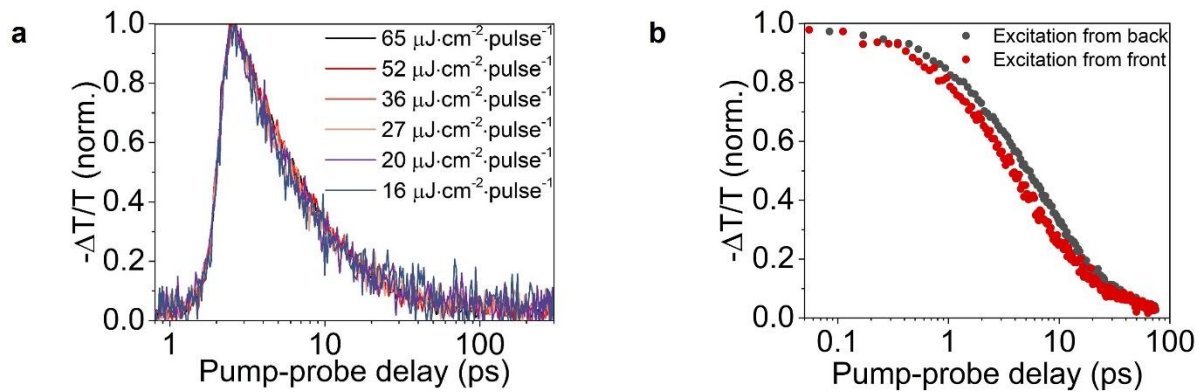 a
-ΔT/T (norm.)
1.0
0.8
0.6
0.4
0.2
0.0
65 μJ·cm⁻²·pulse⁻¹
52 μJ·cm⁻²·pulse⁻¹
36 μJ·cm⁻²·pulse⁻¹
27 μJ·cm⁻²·pulse⁻¹
20 μJ·cm⁻²·pulse⁻¹
16 μJ·cm⁻²·pulse⁻¹
1 10 100
Pump-probe delay (ps)
b
-ΔT/T (norm.)
1.0
0.8
0.6
0.4
0.2
0.0
Excitation from back
Excitation from front
0.1 1 10 100
Pump-probe delay (ps)